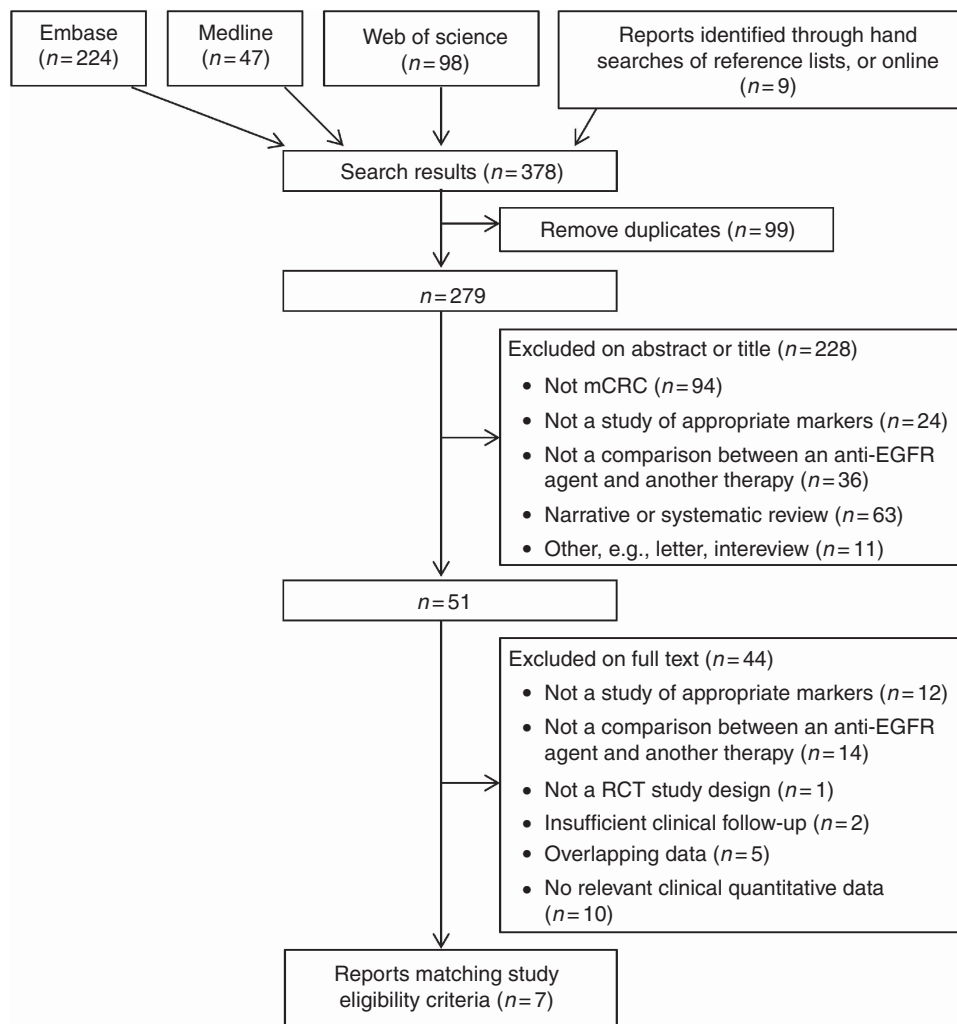 Embase
(n=224)
Medline
(n=47)
Web of science
(n=98)
Reports identified through hand
searches of reference lists, or online
(n=9)
Search results (n=378)
Remove duplicates (n=99)
n=279
Excluded on abstract or title (n=228)
• Not mCRC (n=94)
• Not a study of appropriate markers (n=24)
• Not a comparison between an anti-EGFR
agent and another therapy (n=36)
• Narrative or systematic review (n=63)
• Other, e.g., letter, intereview (n=11)
n=51
Excluded on full text (n=44)
• Not a study of appropriate markers (n=12)
• Not a comparison between an anti-EGFR
agent and another therapy (n=14)
• Not a RCT study design (n=1)
• Insufficient clinical follow-up (n=2)
• Overlapping data (n=5)
• No relevant clinical quantitative data
(n=10)
Reports matching study
eligibility criteria (n=7)